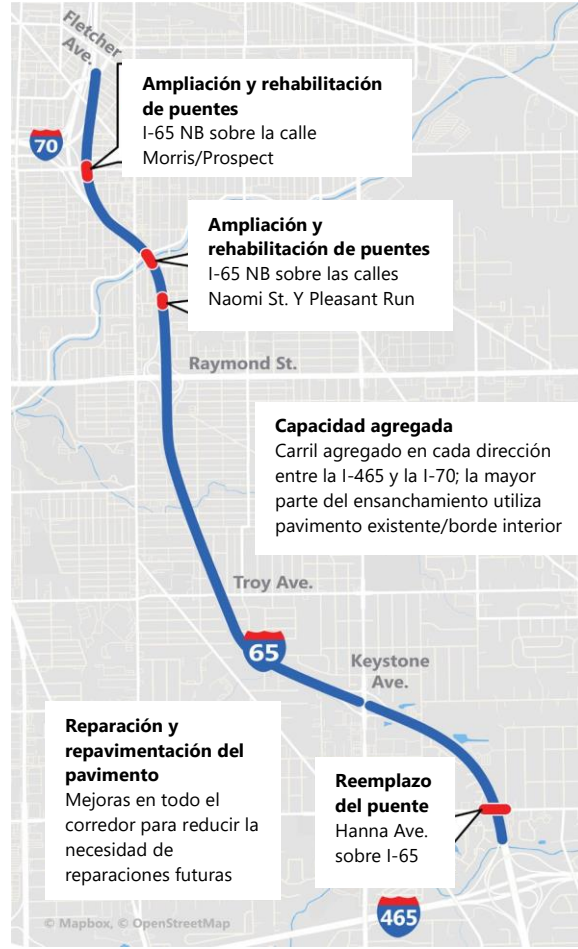 Fletcher
Ave.
Ampliación y rehabilitación
de puentes
I-65 NB sobre la calle
Morris/Prospect
70
Ampliación y
rehabilitación de puentes
I-65 NB sobre las calles
Naomi St. Y Pleasant Run
Raymond St.
Capacidad agregada
Carril agregado en cada dirección
entre la I-465 y la I-70; la mayor
parte del ensanchamiento utiliza
pavimento existente/borde interior
Troy Ave.
65
Keystone
Ave.
Reparación y
repavimentación del
pavimento
Mejoras en todo el
corredor para reducir la
necesidad de
reparaciones futuras
Reemplazo
del puente
Hanna Ave.
sobre I-65
465
© Mapbox, © OpenStreetMap